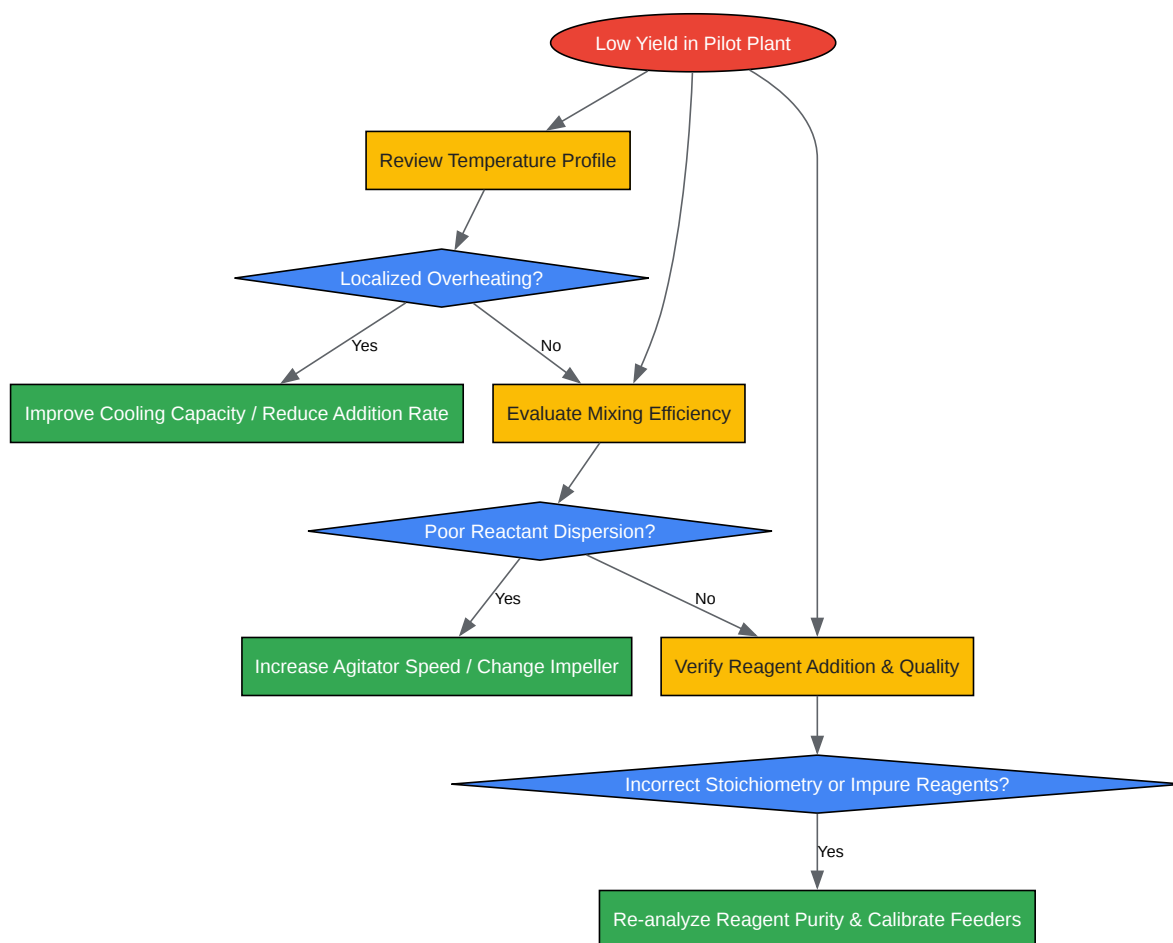 Low Yield in Pilot Plant
Review Temperature Profile
Localized Overheating?
Yes
No
Improve Cooling Capacity / Reduce Addition Rate
Evaluate Mixing Efficiency
Poor Reactant Dispersion?
Yes
No
Increase Agitator Speed / Change Impeller
Verify Reagent Addition & Quality
Incorrect Stoichiometry or Impure Reagents?
Yes
Re-analyze Reagent Purity & Calibrate Feeders